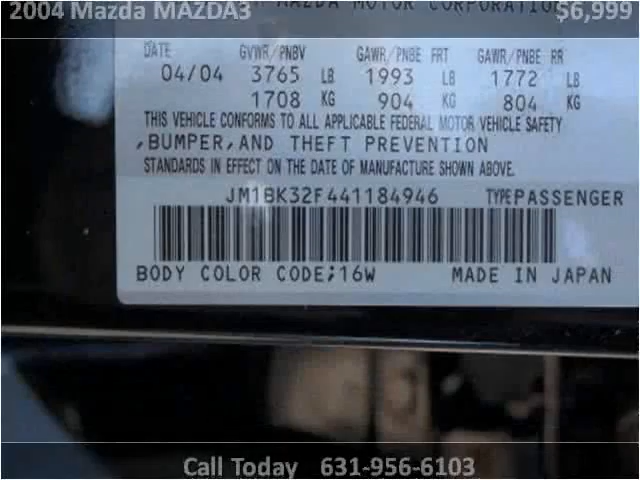 2004 Mazda MAZDA3 $6,999
MAZDA MOTOR CORPORATION
DATE GVWR/PNBV GAWR/PNBE FRT GAWR/PNBE RR
04/04 3765 LB 1993 LB 1772 LB
1708 KG 904 KG 804 KG
THIS VEHICLE CONFORMS TO ALL APPLICABLE FEDERAL MOTOR VEHICLE SAFETY
,BUMPER,AND THEFT PREVENTION
STANDARDS IN EFFECT ON THE DATE OF MANUFACTURE SHOWN ABOVE.
JM1BK32F441184946 TYPE PASSENGER
BODY COLOR CODE;16W MADE IN JAPAN
Call Today 631-956-6103